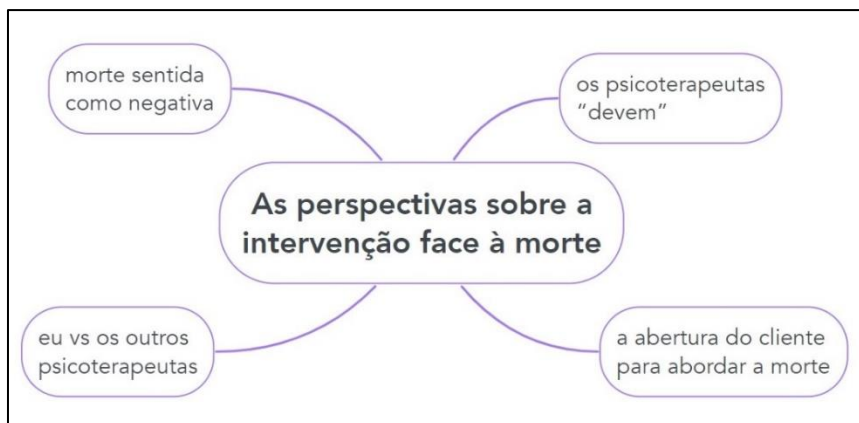 morte sentida
como negativa
os psicoterapeutas
“devem”
As perspectivas sobre a
intervenção face à morte
eu vs os outros
psicoterapeutas
a abertura do cliente
para abordar a morte